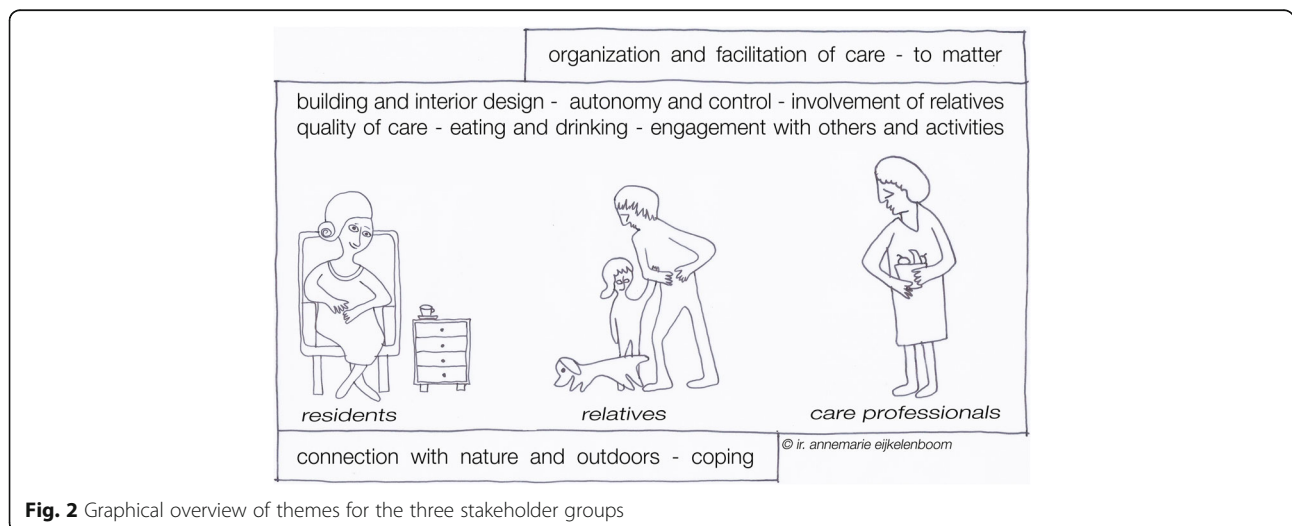 organization and facilitation of care - to matter
building and interior design - autonomy and control - involvement of relatives
quality of care - eating and drinking - engagement with others and activities
residents
relatives
care professionals
© ir. annemarie eijkelenboom
connection with nature and outdoors - coping
Fig. 2 Graphical overview of themes for the three stakeholder groups